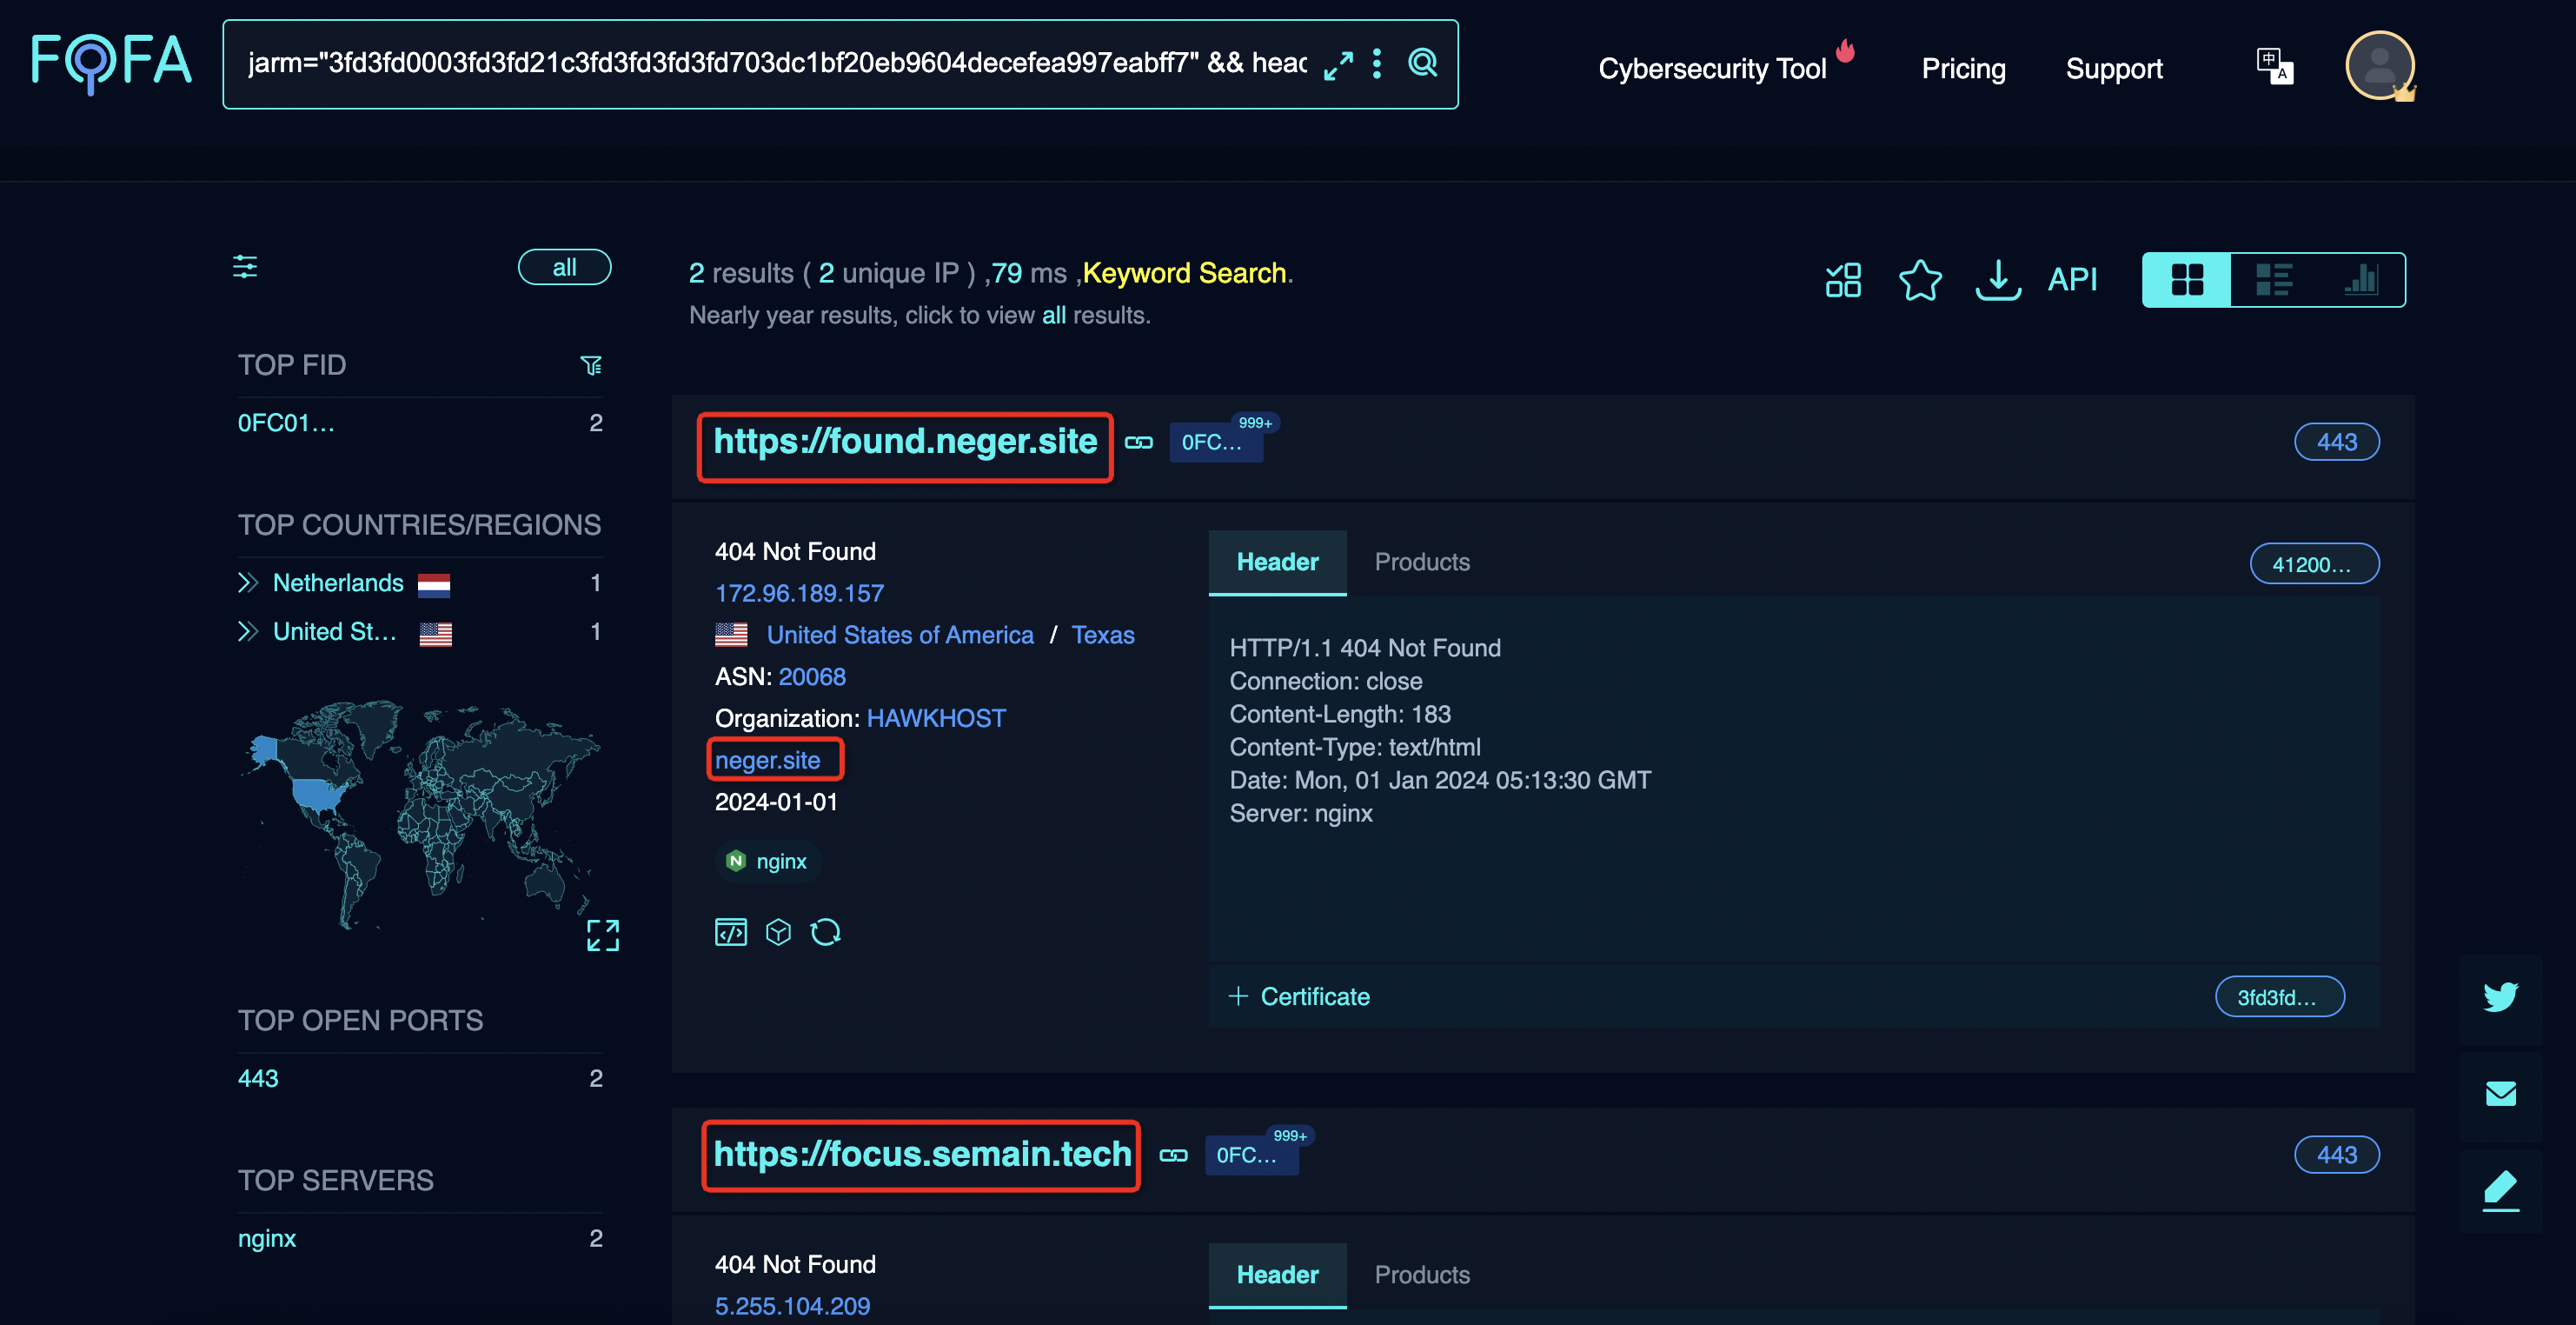 FOFA
jarm="3fd3fd0003fd3fd21c3fd3fd3fd3fd703dc1bf20eb9604decefea997eabff7" && head
Cybersecurity Tool
Pricing
Support
中 A
all
2 results ( 2 unique IP ) ,79 ms ,Keyword Search.
Nearly year results, click to view all results.
API
TOP FID
0FC01... 2
TOP COUNTRIES/REGIONS
Netherlands 1
United St... 1
TOP OPEN PORTS
443 2
TOP SERVERS
nginx 2
https://found.neger.site
0FC...
999+
443
404 Not Found
172.96.189.157
United States of America / Texas
ASN: 20068
Organization: HAWKHOST
neger.site
2024-01-01
N nginx
Header
Products
41200...
HTTP/1.1 404 Not Found
Connection: close
Content-Length: 183
Content-Type: text/html
Date: Mon, 01 Jan 2024 05:13:30 GMT
Server: nginx
+ Certificate
3fd3fd...
https://focus.semain.tech
0FC...
999+
443
404 Not Found
5.255.104.209
Header
Products